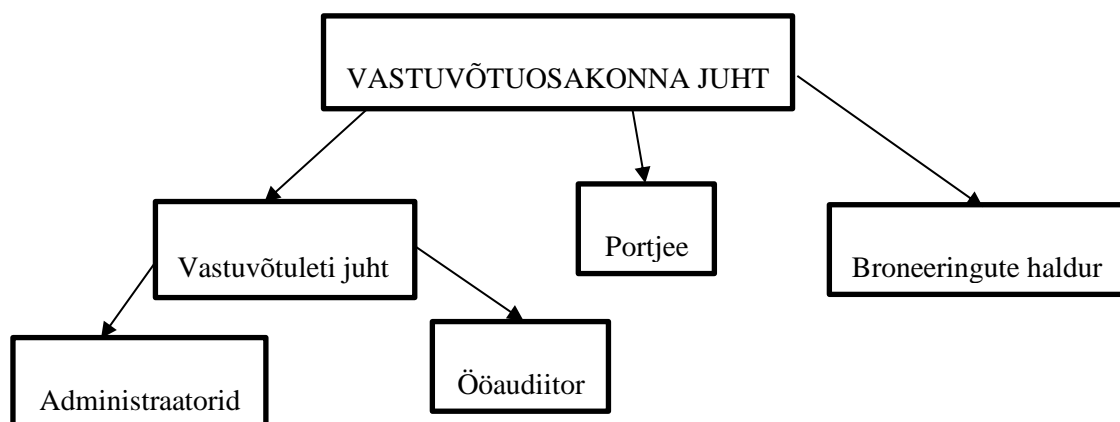 VASTUVÕTUOSAKONNA JUHT
Vastuvõtuleti juht
Portjee
Broneeringute haldur
Administraatorid
Ööaudiitor